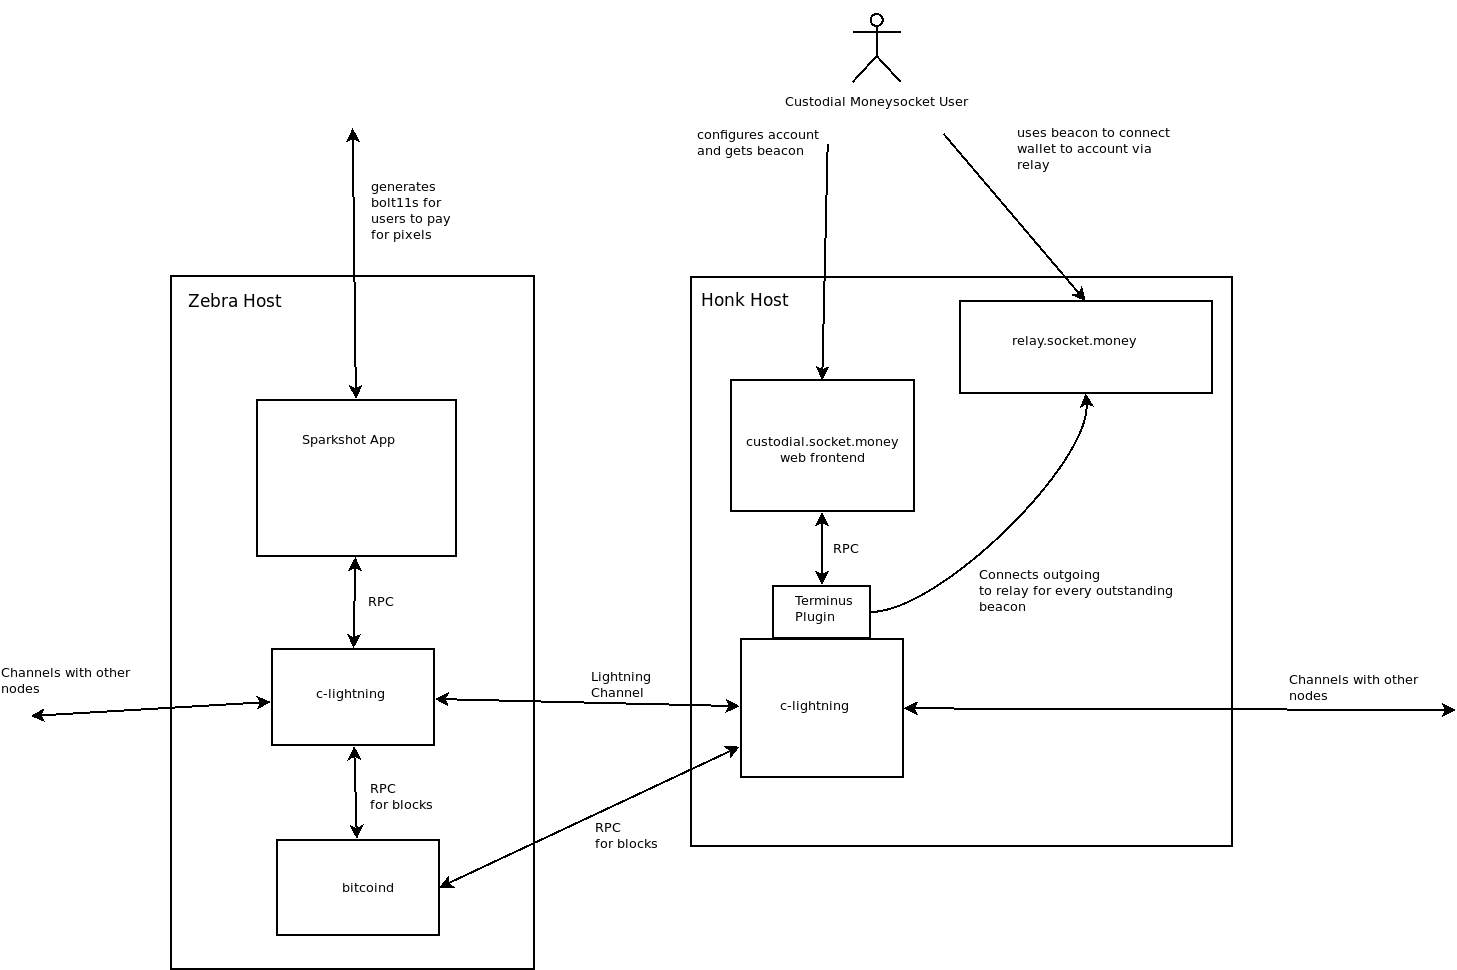 Custodial Moneysocket User
configures account
and gets beacon
uses beacon to connect
wallet to account via
relay
generates
bolt11s for
users to pay
for pixels
Zebra Host
Honk Host
relay.socket.money
Sparkshot App
custodial.socket.money
web frontend
RPC
Connects outgoing
to relay for every outstanding
beacon
Terminus
Plugin
RPC
Channels with other
nodes
c-lightning
Lightning
Channel
c-lightning
Channels with other
nodes
RPC
for blocks
RPC
for blocks
bitcoind